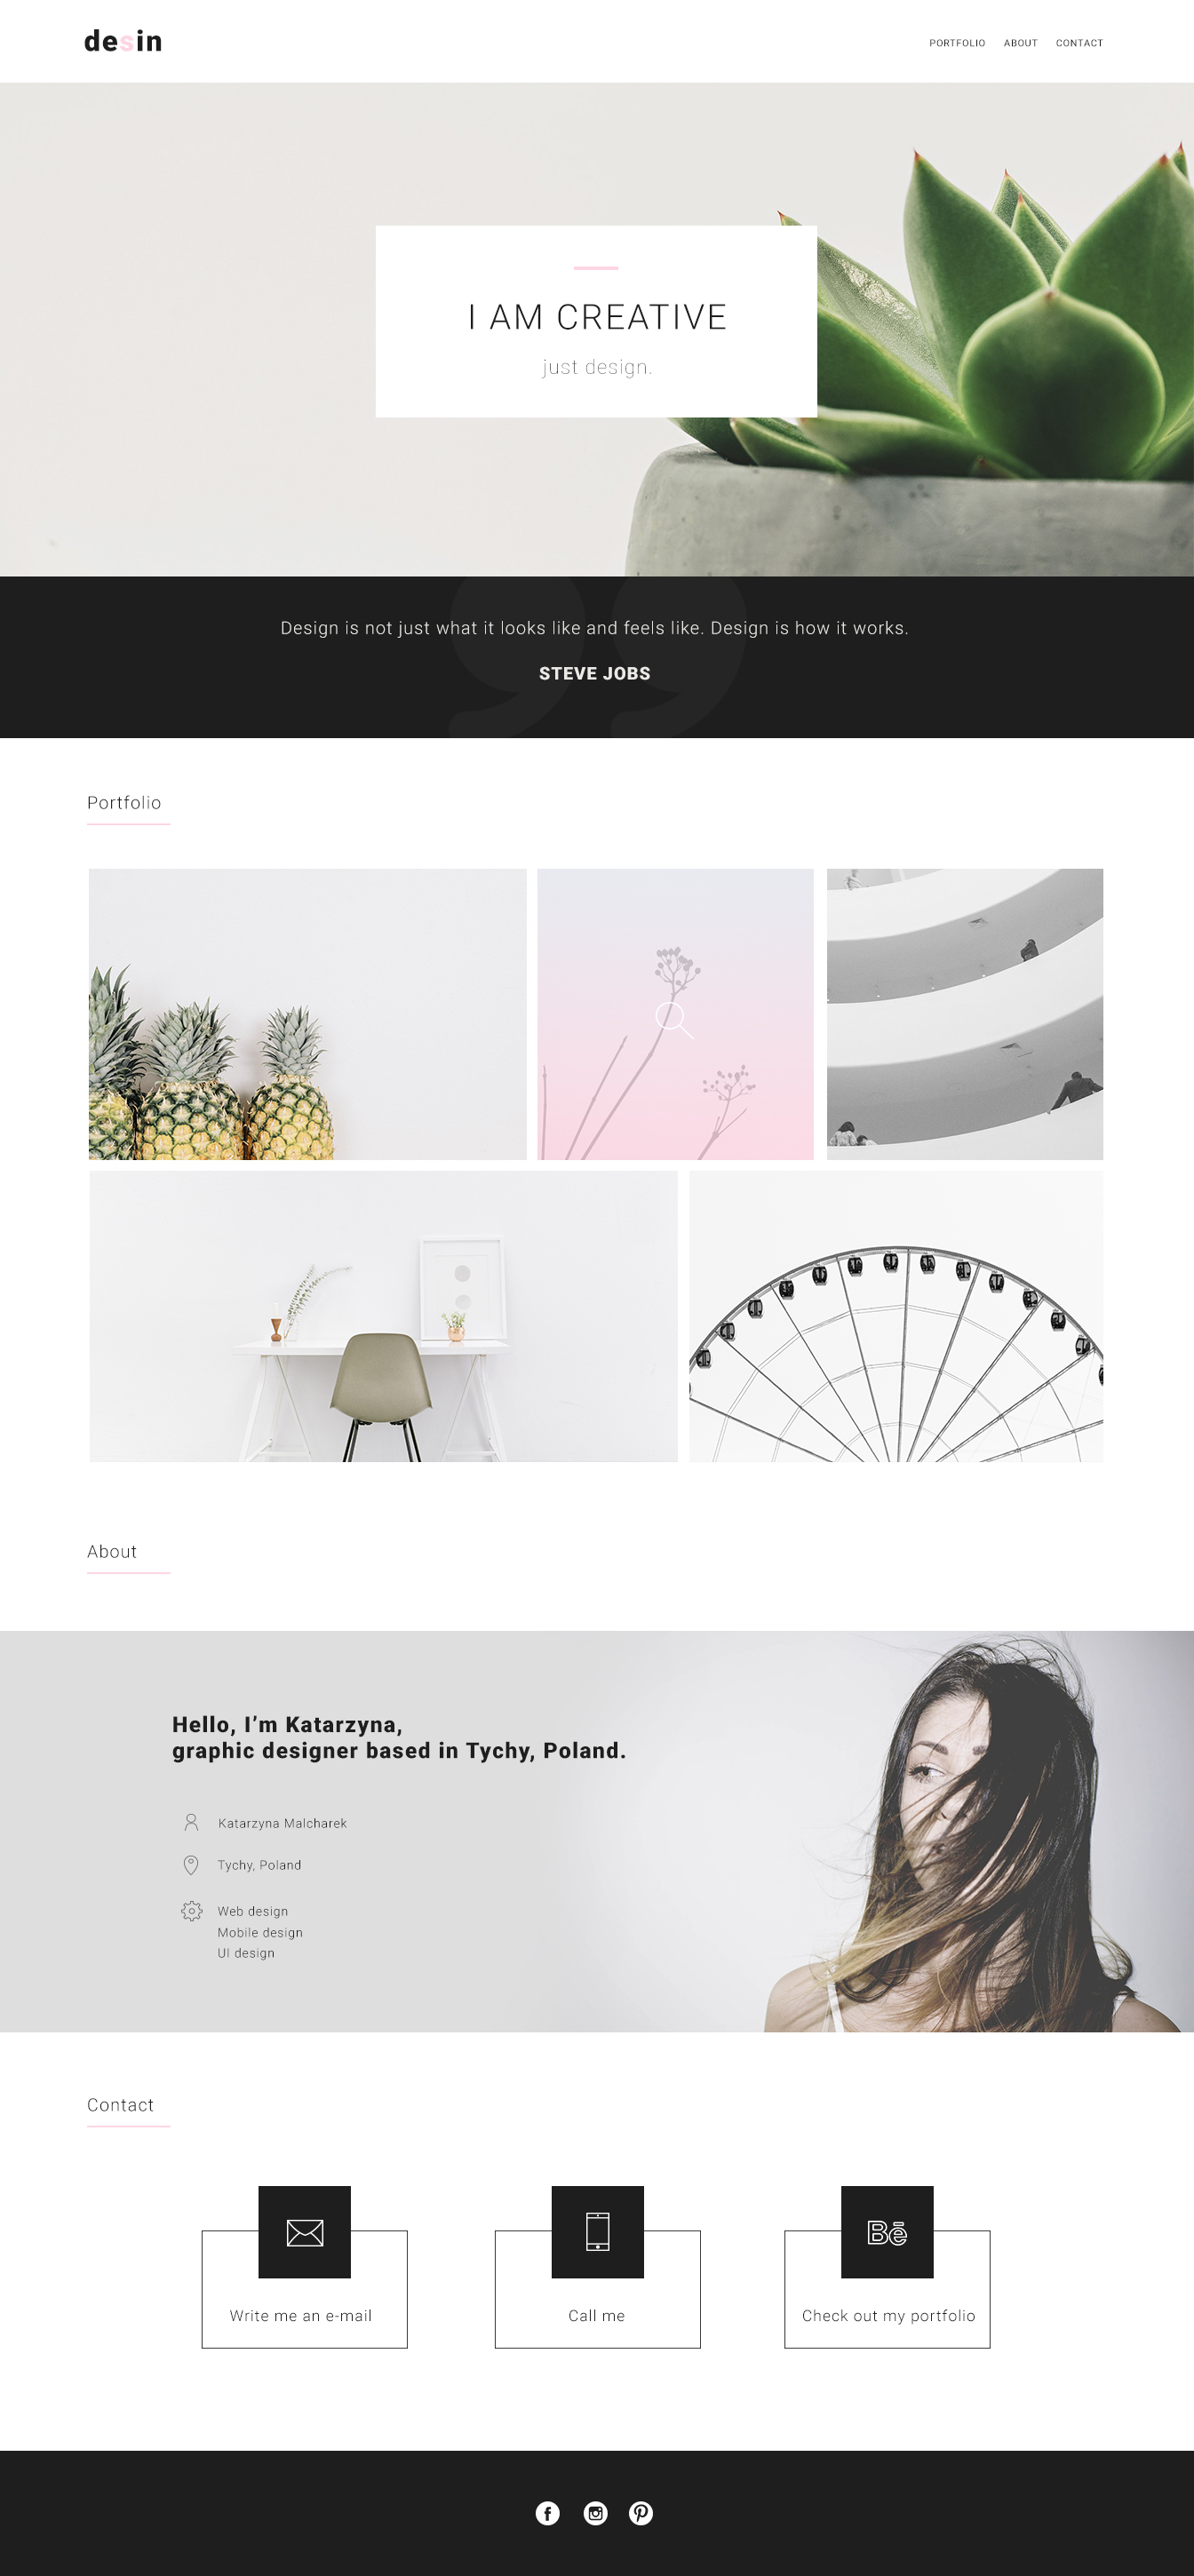 desin
PORTFOLIO ABOUT CONTACT
I AM CREATIVE
just design.
Design is not just what it looks like and feels like. Design is how it works.
STEVE JOBS
Portfolio
About
Hello, I’m Katarzyna,
graphic designer based in Tychy, Poland.
Katarzyna Malcharek
Tychy, Poland
Web design
Mobile design
UI design
Contact
Bē
Write me an e-mail
Call me
Check out my portfolio